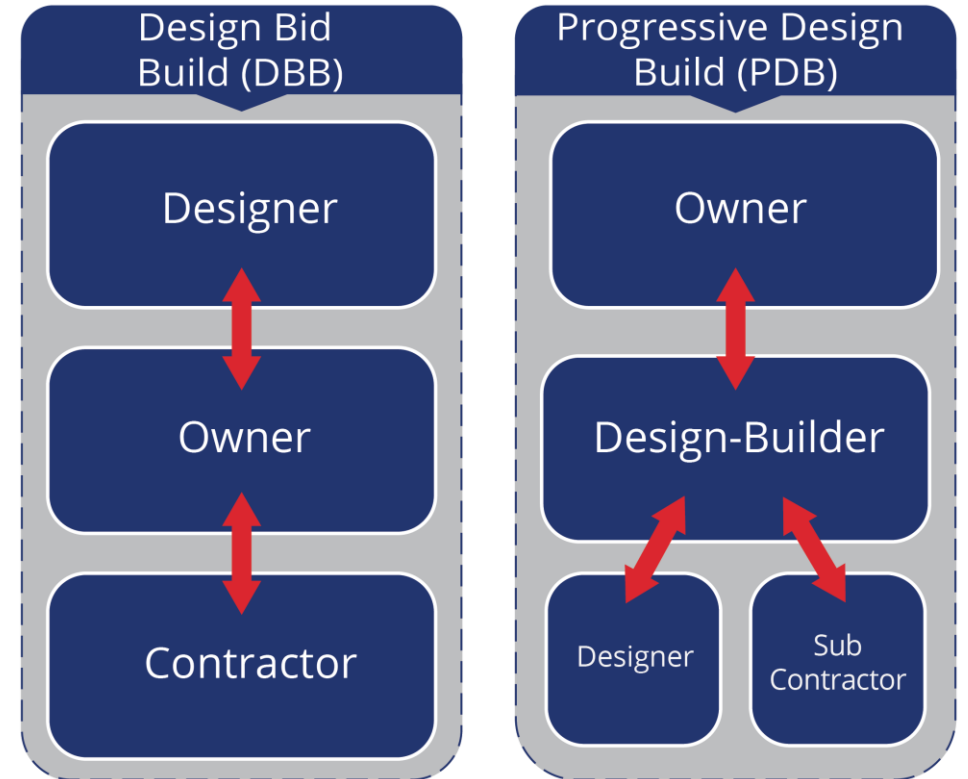 Design Bid
Build (DBB)
Designer
Owner
Contractor
Progressive Design
Build (PDB)
Owner
Design-Builder
Designer
Sub
Contractor